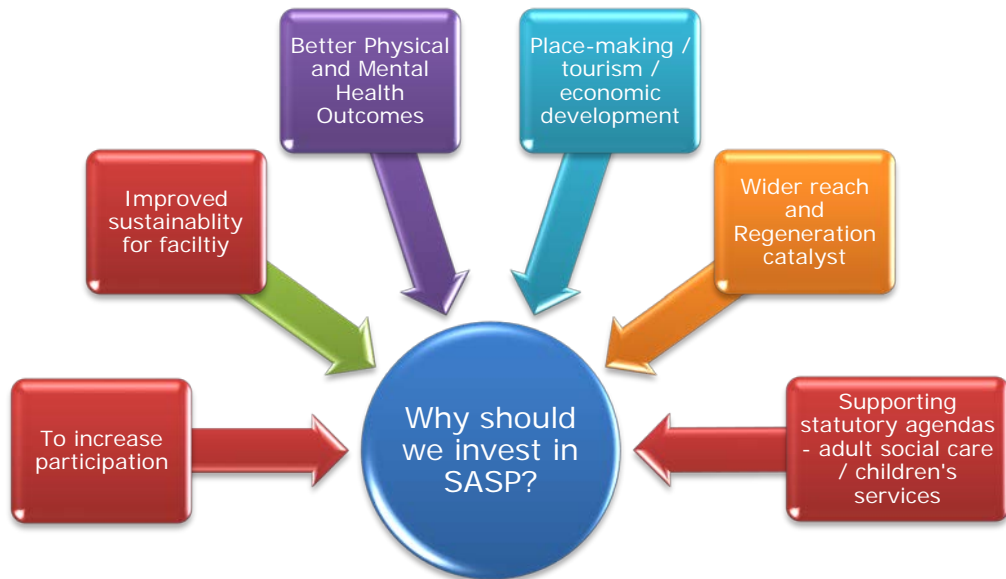 Better Physical
and Mental
Health
Outcomes
Place-making /
tourism /
economic
development
Improved
sustainablity
for faciltiy
Wider reach
and
Regeneration
catalyst
To increase
participation
Why should
we invest in
SASP?
Supporting
statutory agendas
- adult social care
/ children's
services